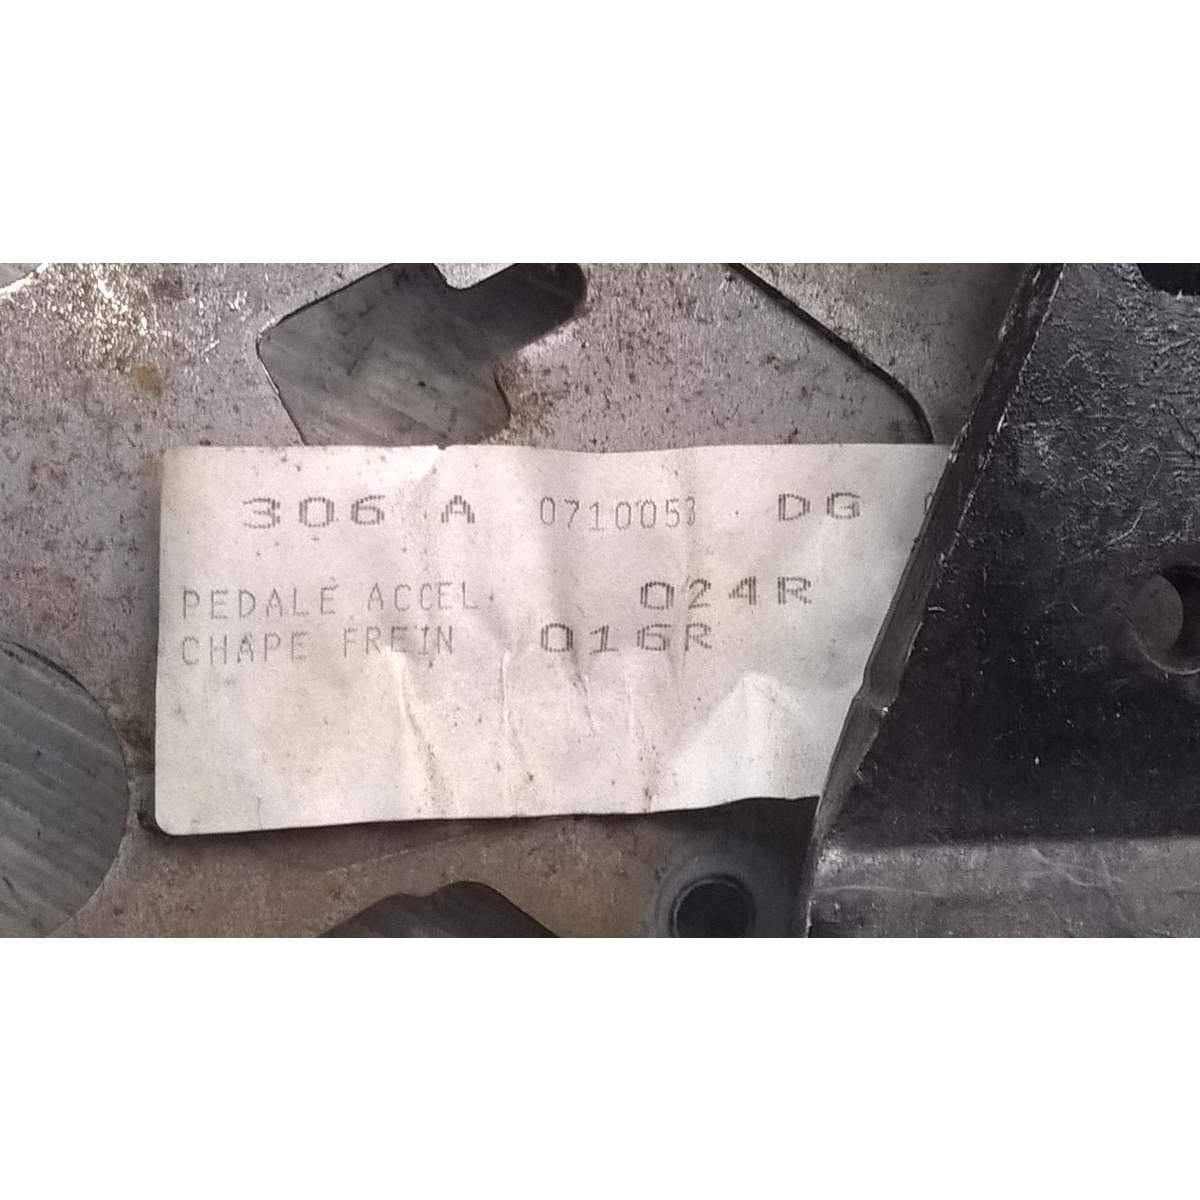 306 A 0710053 DG
PEDALE ACCEL. 024R
CHAPE FREIN 016R